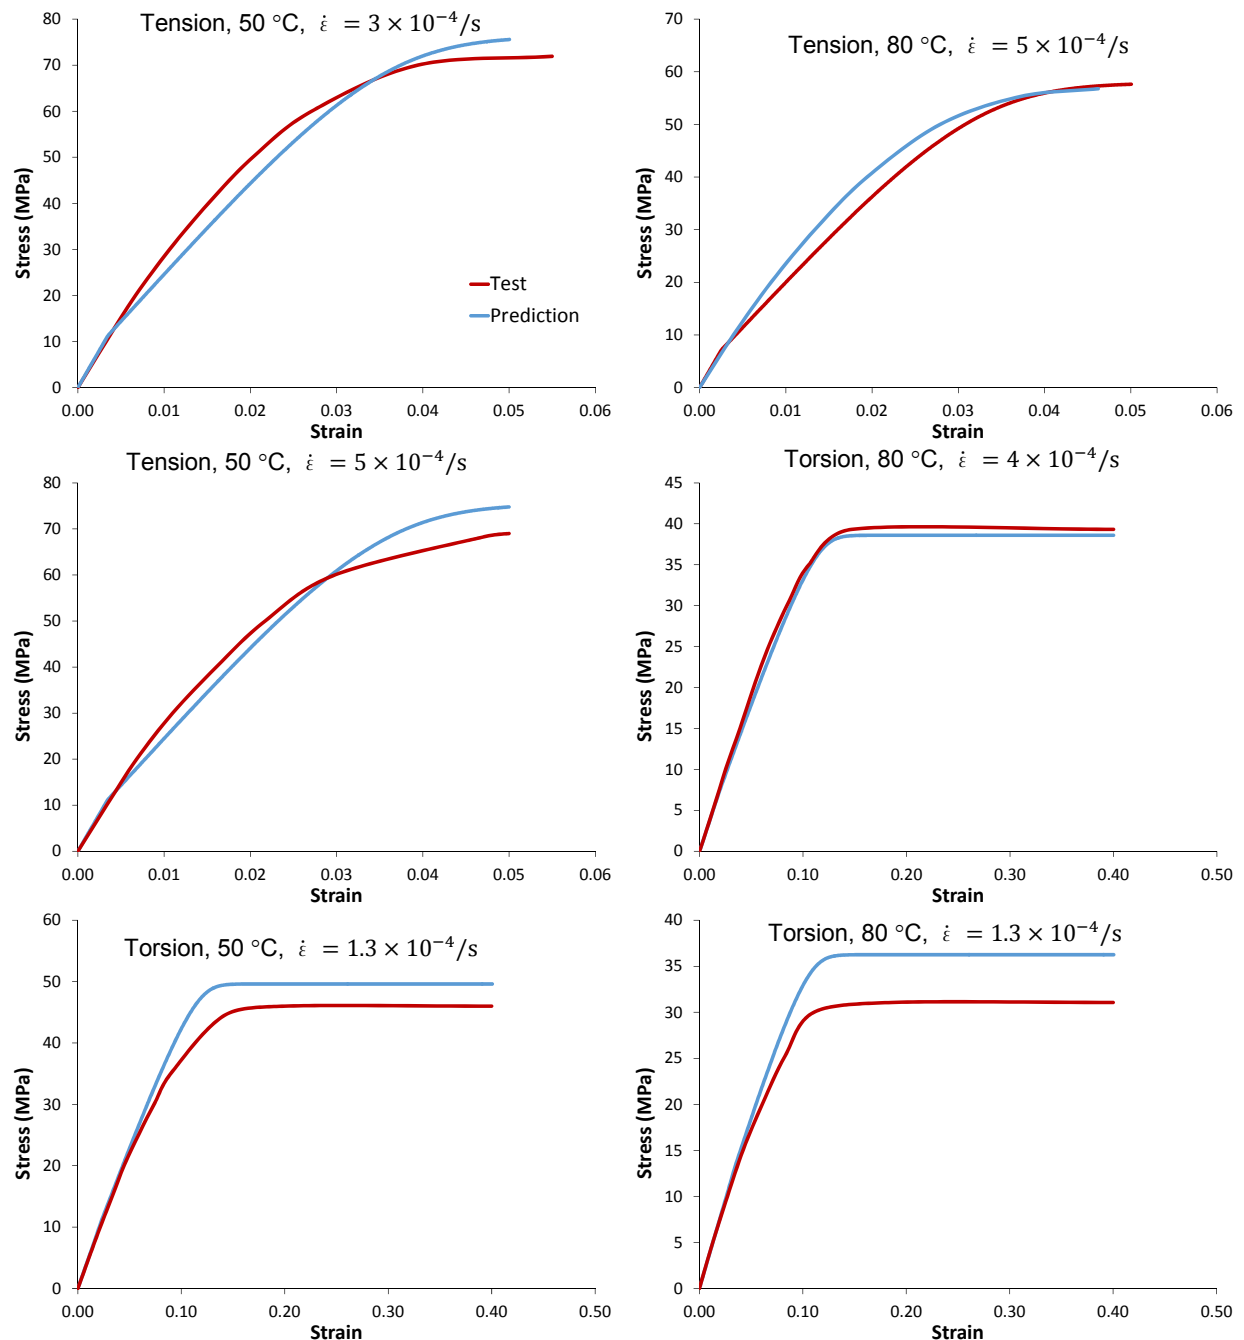 Tension, 50 °C, ε̇ = 3 × 10⁻⁴/s
80
70
60
50
40
30
20
10
0
Stress (MPa)
Test
Prediction
0.00 0.01 0.02 0.03 0.04 0.05 0.06
Strain
Tension, 80 °C, ε̇ = 5 × 10⁻⁴/s
70
60
50
40
30
20
10
0
Stress (MPa)
0.00 0.01 0.02 0.03 0.04 0.05 0.06
Strain
Tension, 50 °C, ε̇ = 5 × 10⁻⁴/s
80
70
60
50
40
30
20
10
0
Stress (MPa)
0.00 0.01 0.02 0.03 0.04 0.05 0.06
Strain
Torsion, 80 °C, ε̇ = 4 × 10⁻⁴/s
45
40
35
30
25
20
15
10
5
0
Stress (MPa)
0.00 0.10 0.20 0.30 0.40 0.50
Strain
Torsion, 50 °C, ε̇ = 1.3 × 10⁻⁴/s
60
50
40
30
20
10
0
Stress (MPa)
0.00 0.10 0.20 0.30 0.40 0.50
Strain
Torsion, 80 °C, ε̇ = 1.3 × 10⁻⁴/s
40
35
30
25
20
15
10
5
0
Stress (MPa)
0.00 0.10 0.20 0.30 0.40 0.50
Strain